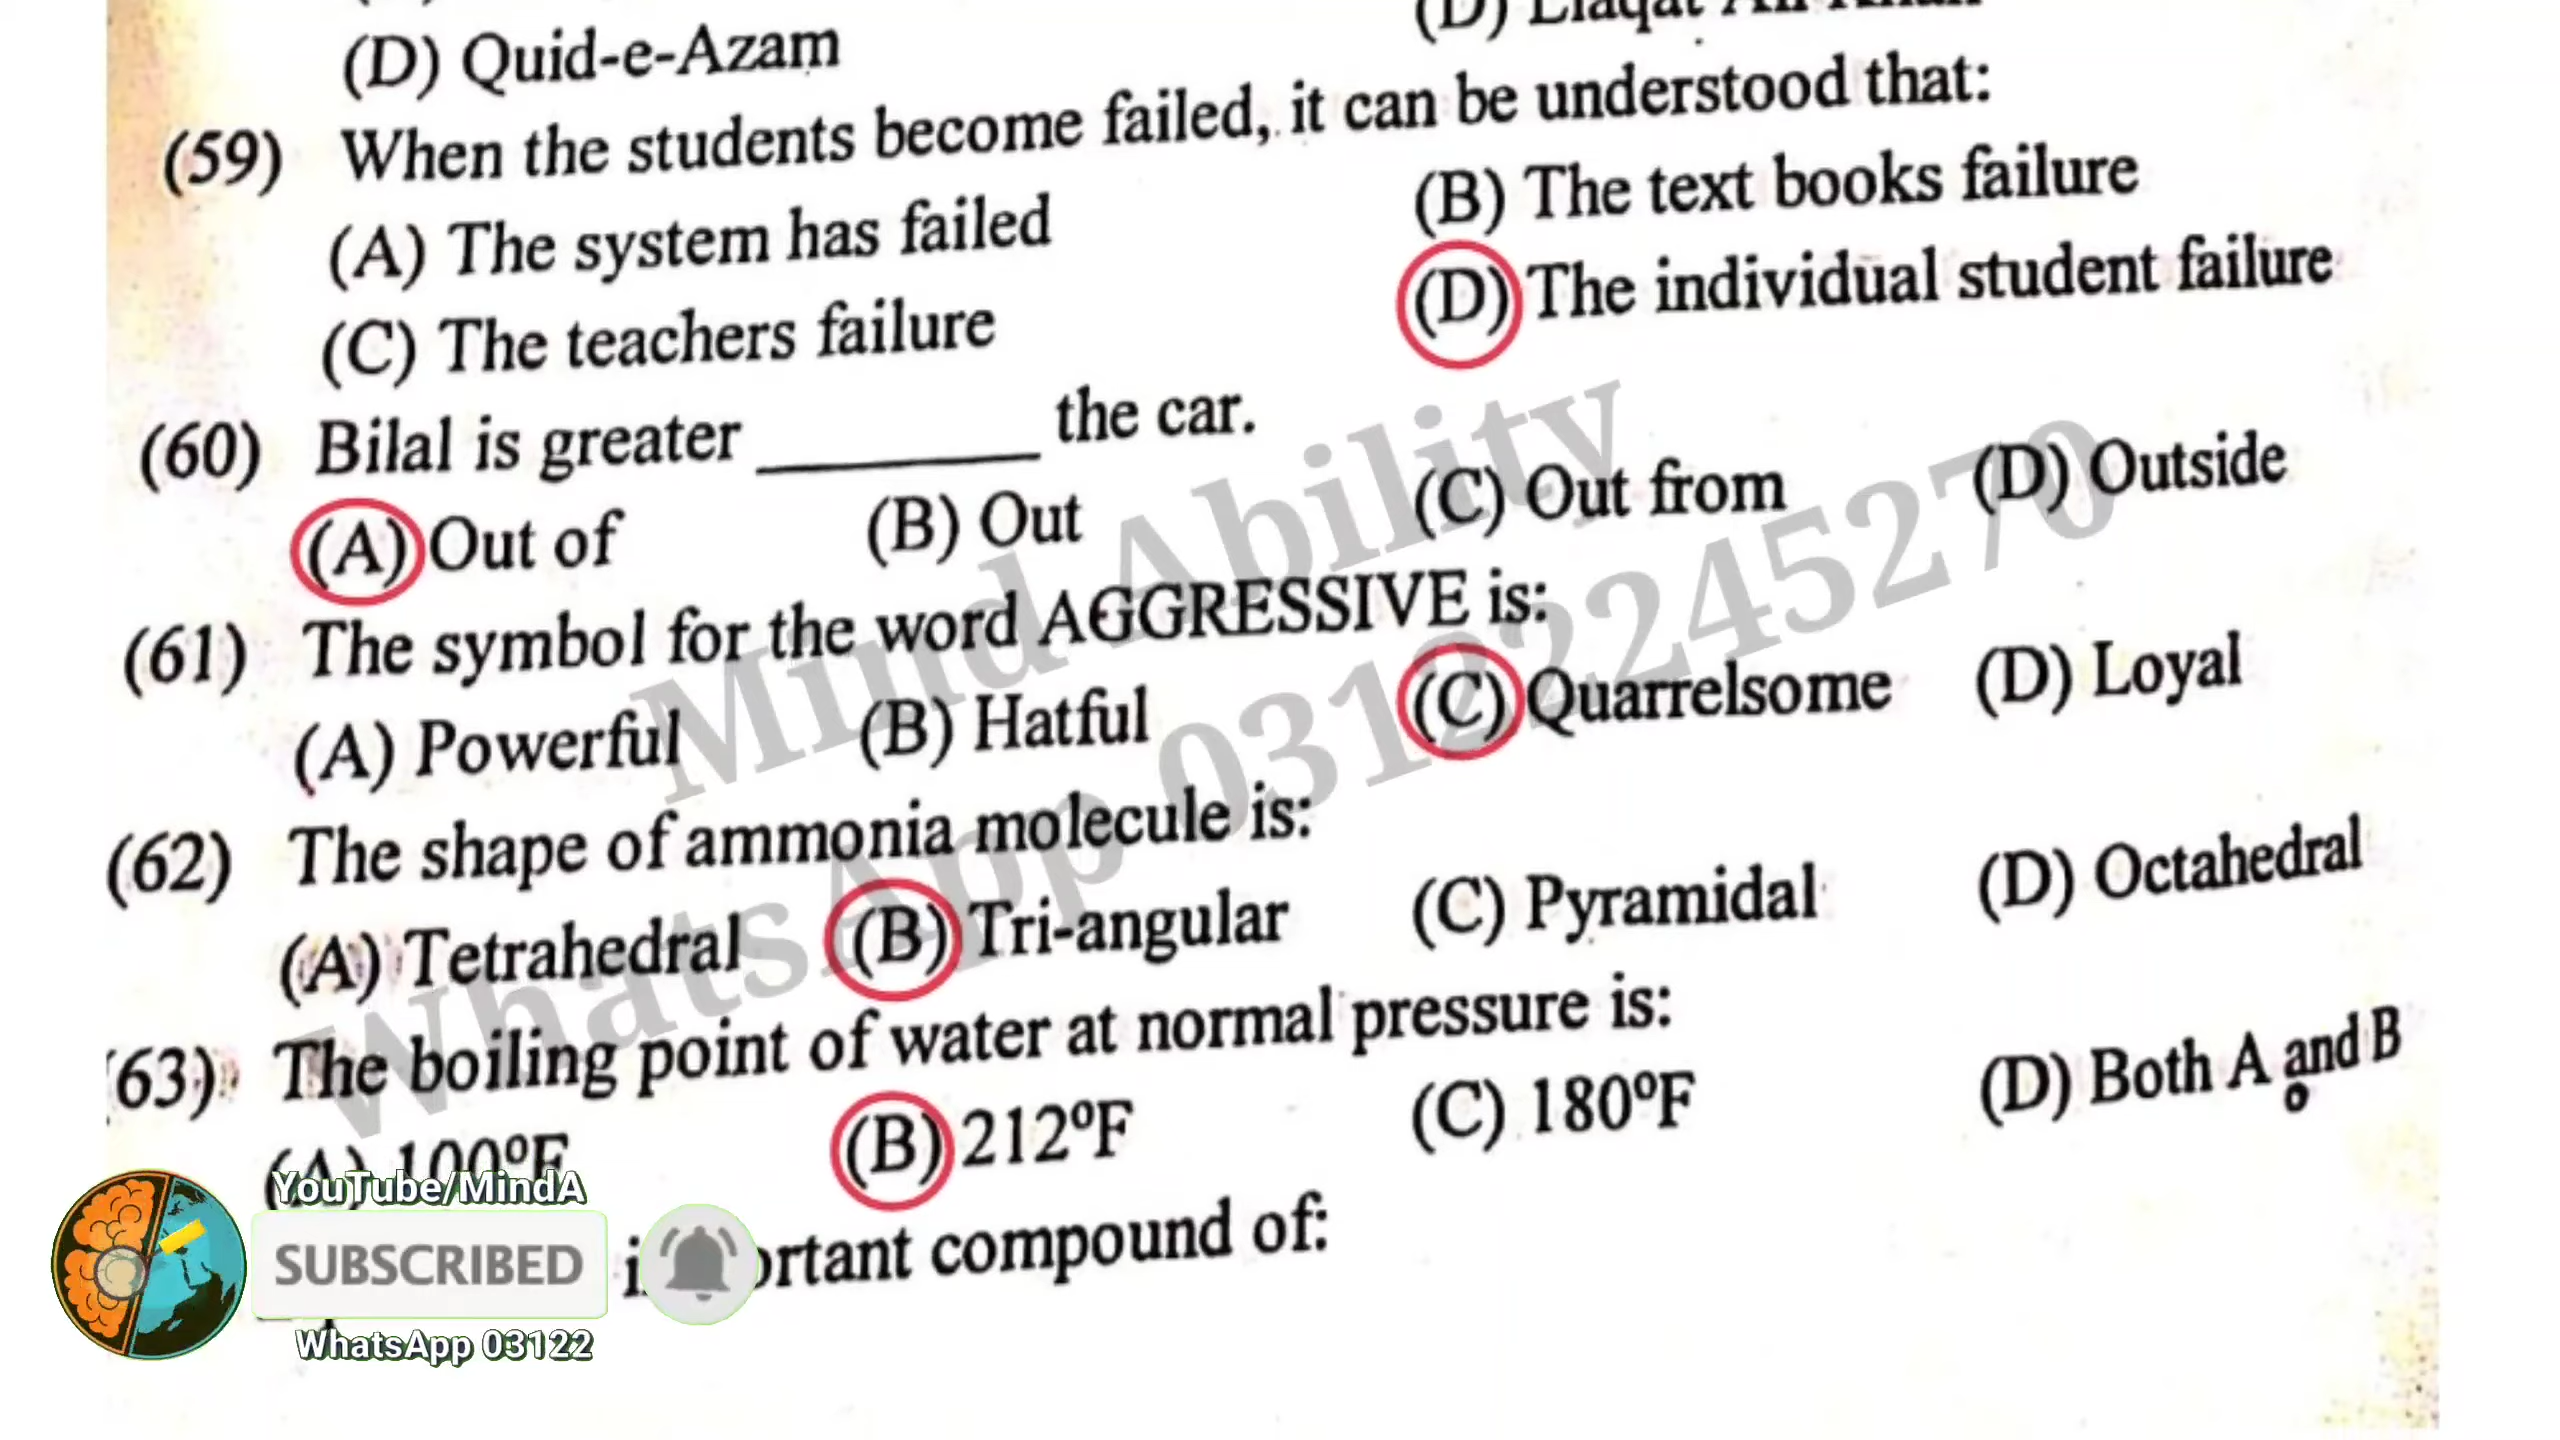 (D) Quid-e-Azam
(59) When the students become failed, it can be understood that:
(A) The system has failed (B) The text books failure
(C) The teachers failure (D) The individual student failure
(60) Bilal is greater ________ the car.
(A) Out of (B) Out (C) Out from (D) Outside
(61) The symbol for the word AGGRESSIVE is:
(A) Powerful (B) Hatful (C) Quarrelsome (D) Loyal
(62) The shape of ammonia molecule is:
(A) Tetrahedral (B) Tri-angular (C) Pyramidal (D) Octahedral
63) The boiling point of water at normal pressure is:
(A) 100ºF (B) 212ºF (C) 180ºF (D) Both A and B
compound of:
Mind Ability
WhatsApp 03122245270
YouTube/MindA
SUBSCRIBED
WhatsApp 03122